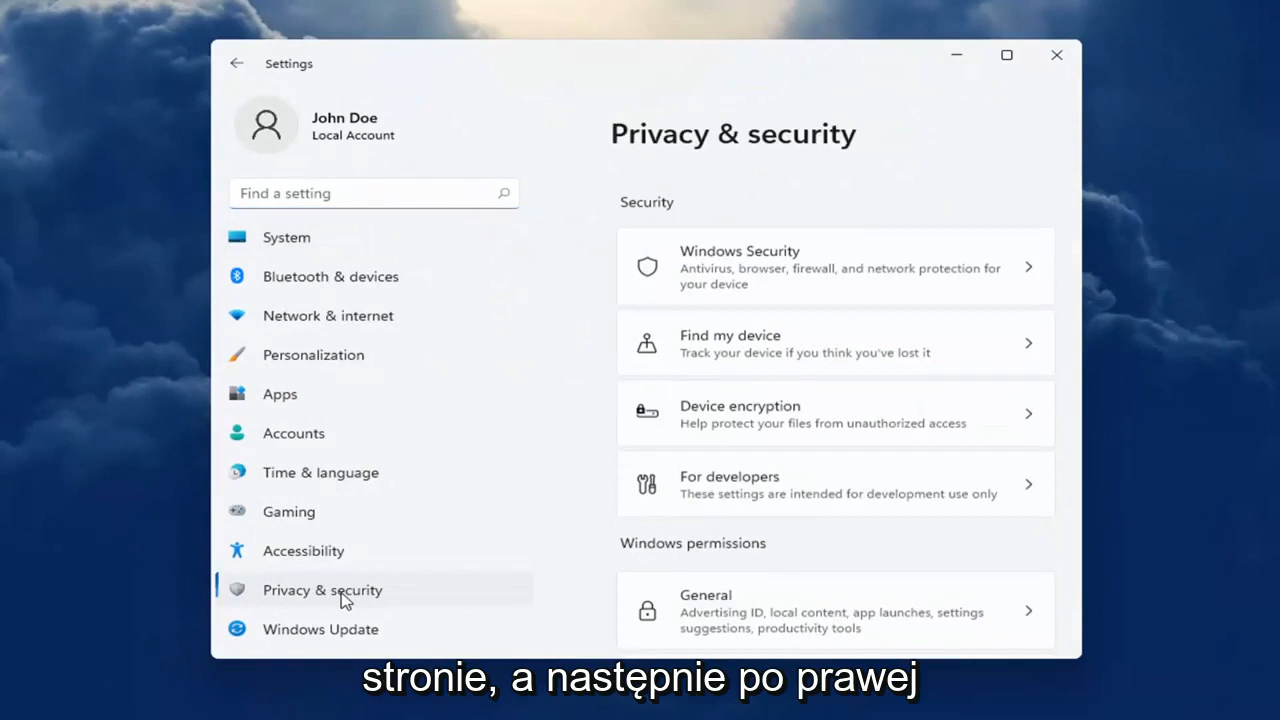 Settings
John Doe
Local Account
Find a setting
System
Bluetooth & devices
Network & internet
Personalization
Apps
Accounts
Time & language
Gaming
Accessibility
Privacy & security
Windows Update
Privacy & security
Security
Windows Security
Antivirus, browser, firewall, and network protection for
your device
Find my device
Track your device if you think you've lost it
Device encryption
Help protect your files from unauthorized access
For developers
These settings are intended for development use only
Windows permissions
General
Advertising ID, local content, app launches, settings
suggestions, productivity tools
stronie, a następnie po prawej